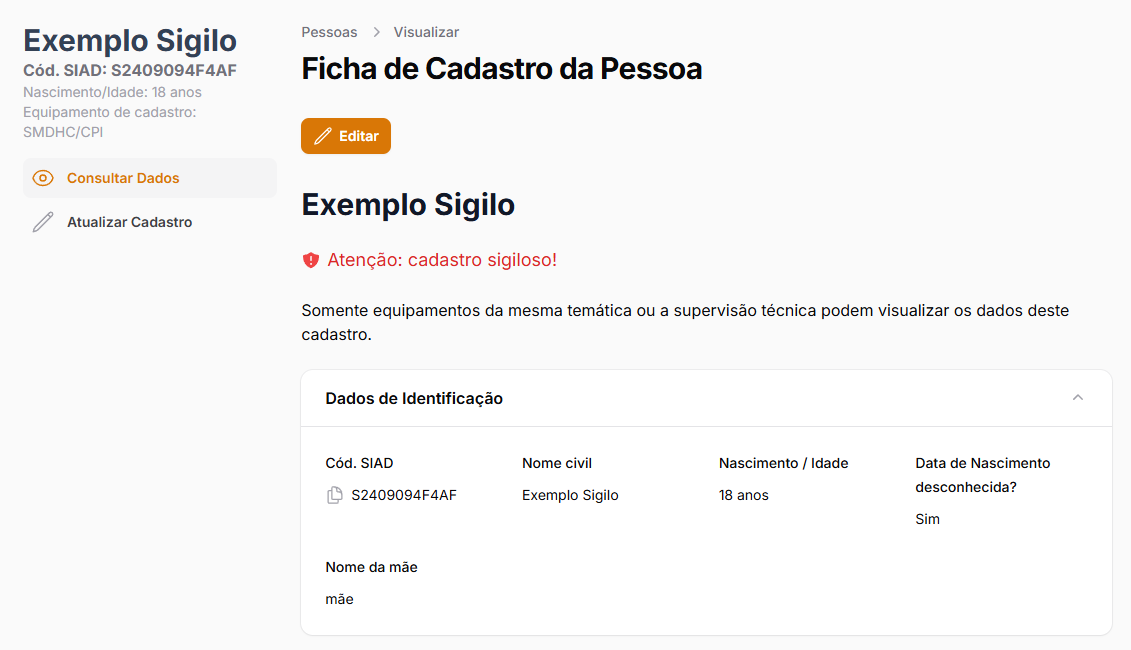 Exemplo Sigilo
Cód. SIAD: S2409094F4AF
Nascimento/Idade: 18 anos
Equipamento de cadastro:
SMDHC/CPI
Consultar Dados
Atualizar Cadastro
Pessoas > Visualizar
Ficha de Cadastro da Pessoa
Editar
Exemplo Sigilo
Atenção: cadastro sigiloso!
Somente equipamentos da mesma temática ou a supervisão técnica podem visualizar os dados deste
cadastro.
Dados de Identificação
Cód. SIAD
S2409094F4AF
Nome civil
Exemplo Sigilo
Nascimento / Idade
18 anos
Data de Nascimento
desconhecida?
Sim
Nome da mãe
mãe